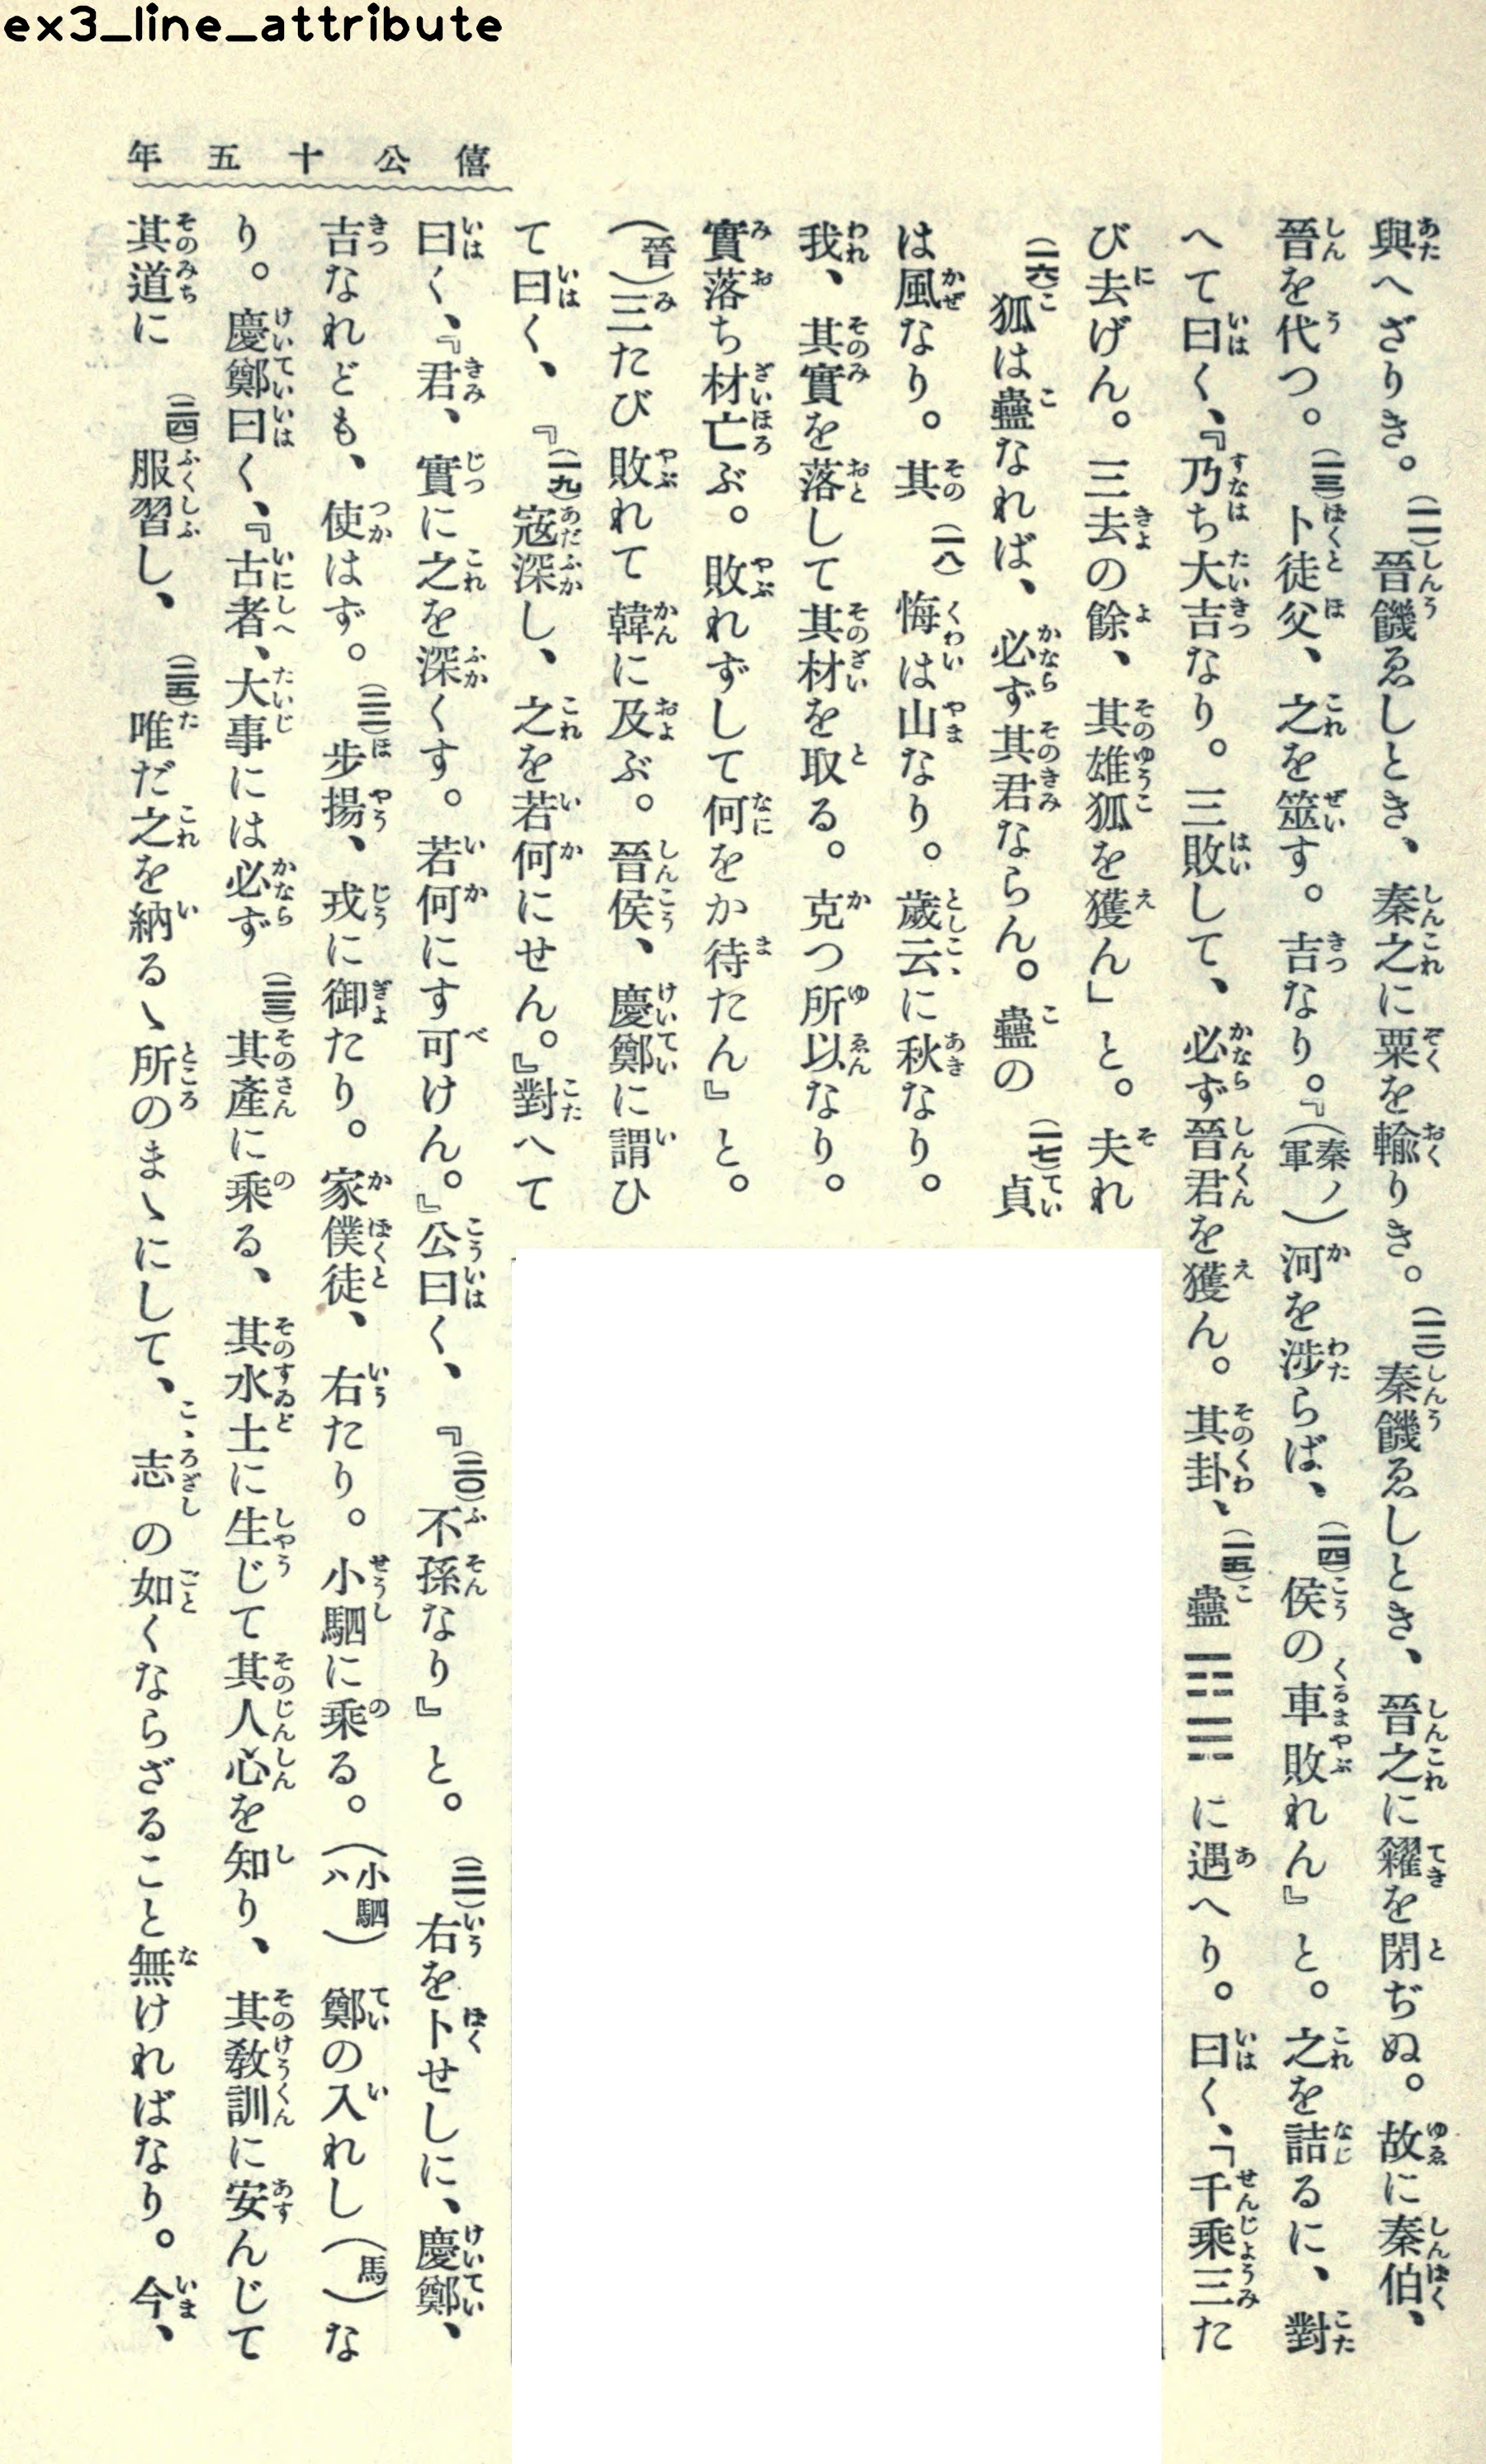 ex3_line_attribute
僖公十五年
與へざりき。(一一)晉饑ゑしとき、秦之に粟を輸りき。(一二)秦饑ゑしとき、晉之に糴を閉ぢぬ。故に秦伯、
晉を伐つ。(一三)卜徒父、之を筮す。吉なり。『(秦ノ軍)河を涉らば、(一四)侯の車敗れん』と。之を詰るに、對
へて曰く、『乃ち大吉なり。三敗して、必ず晉君を獲ん。其卦、(一五)蠱 ䷑ に遇へり。曰く、「千乘三た
び去げん。三去の餘、其雄狐を獲ん」と。夫れ
(一六)狐は蠱なれば、必ず其君ならん。蠱の(一七)貞
は風なり。其(一八)悔は山なり。歲云に秋なり。
我、其實を落して其材を取る。克つ所以なり。
實落ち材亡ぶ。敗れずして何をか待たん』と。
(晉)三たび敗れて韓に及ぶ。晉侯、慶鄭に謂ひ
て曰く、『(一九)寇深し、之を若何にせん。』對へて
曰く、『君、實に之を深くす。若何にす可けん。』公曰く、『(二〇)不孫なり』と。(二一)右を卜せしに、慶鄭、
吉なれども、使はず。(二二)步揚、戎に御たり。家僕徒、右たり。小駟に乘る。(小駟ハ)鄭の入れし(馬)な
り。慶鄭曰く、『古者、大事には必ず(二三)其產に乘る、其水土に生じて其人心を知り、其敎訓に安んじて
其道に(二四)服習し、(二五)唯だ之を納るヽ所のまヽにして、志の如くならざること無ければなり。今、